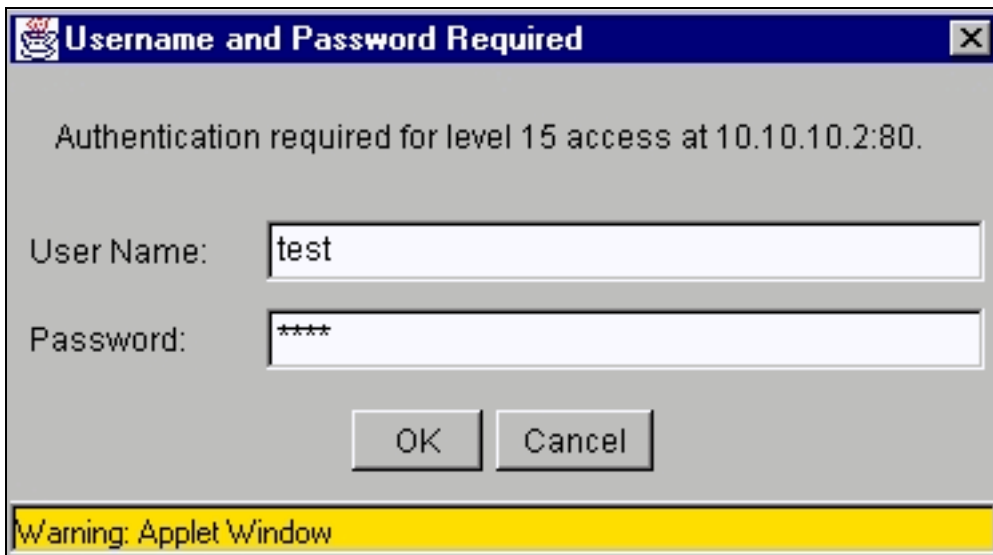 Username and Password Required
Authentication required for level 15 access at 10.10.10.2:80.
User Name: test
Password: ****
OK Cancel
Warning: Applet Window